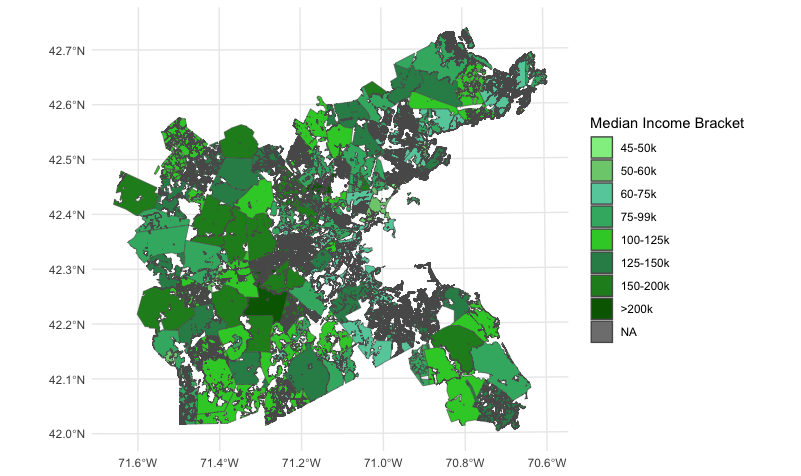 42.7°N
42.6°N
42.5°N
42.4°N
42.3°N
42.2°N
42.1°N
42.0°N
71.6°W 71.4°W 71.2°W 71.0°W 70.8°W 70.6°W
Median Income Bracket
45-50k
50-60k
60-75k
75-99k
100-125k
125-150k
150-200k
>200k
NA